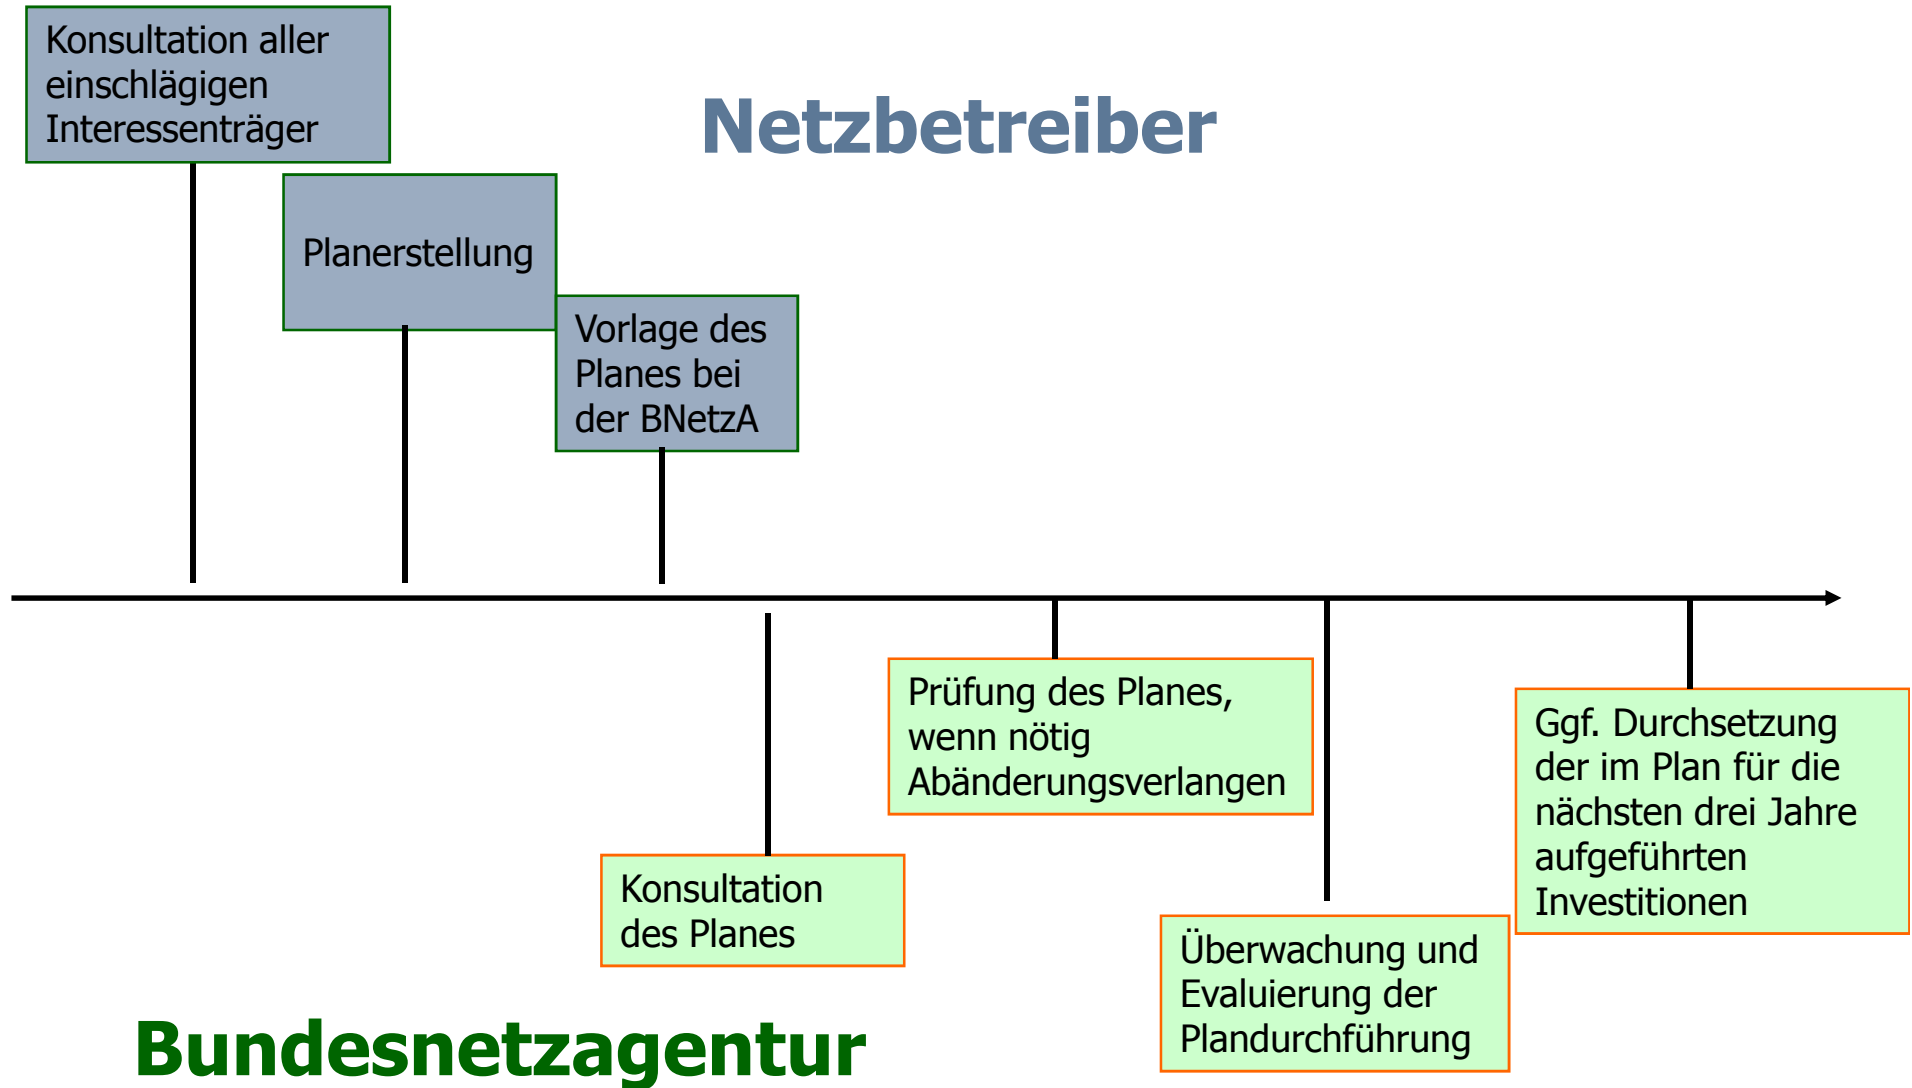 Konsultation aller
einschlägigen
Interessenträger
Netzbetreiber
Planerstellung
Vorlage des
Planes bei
der BNetzA
Prüfung des Planes,
wenn nötig
Abänderungsverlangen
Ggf. Durchsetzung
der im Plan für die
nächsten drei Jahre
aufgeführten
Investitionen
Konsultation
des Planes
Überwachung und
Evaluierung der
Plandurchführung
Bundesnetzagentur